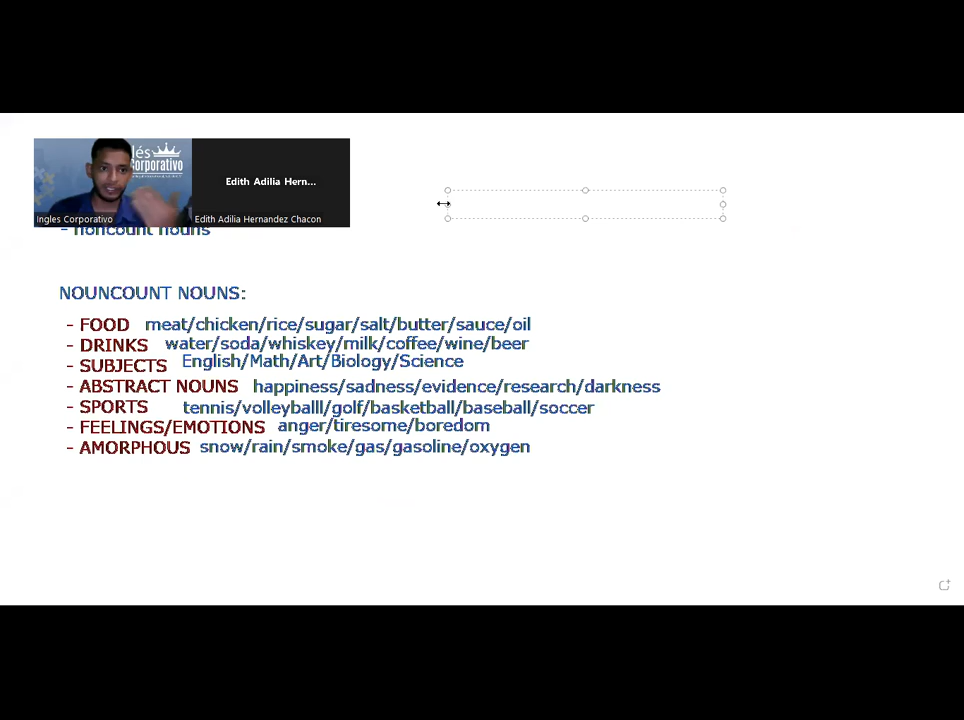 lés
Corporativo
Edith Adilia Hern...
Ingles Corporativo
Edith Adilia Hernandez Chacon
- noncount nouns
NOUNCOUNT NOUNS:
- FOOD meat/chicken/rice/sugar/salt/butter/sauce/oil
- DRINKS water/soda/whiskey/milk/coffee/wine/beer
- SUBJECTS English/Math/Art/Biology/Science
- ABSTRACT NOUNS happiness/sadness/evidence/research/darkness
- SPORTS tennis/volleyballl/golf/basketball/baseball/soccer
- FEELINGS/EMOTIONS anger/tiresome/boredom
- AMORPHOUS snow/rain/smoke/gas/gasoline/oxygen